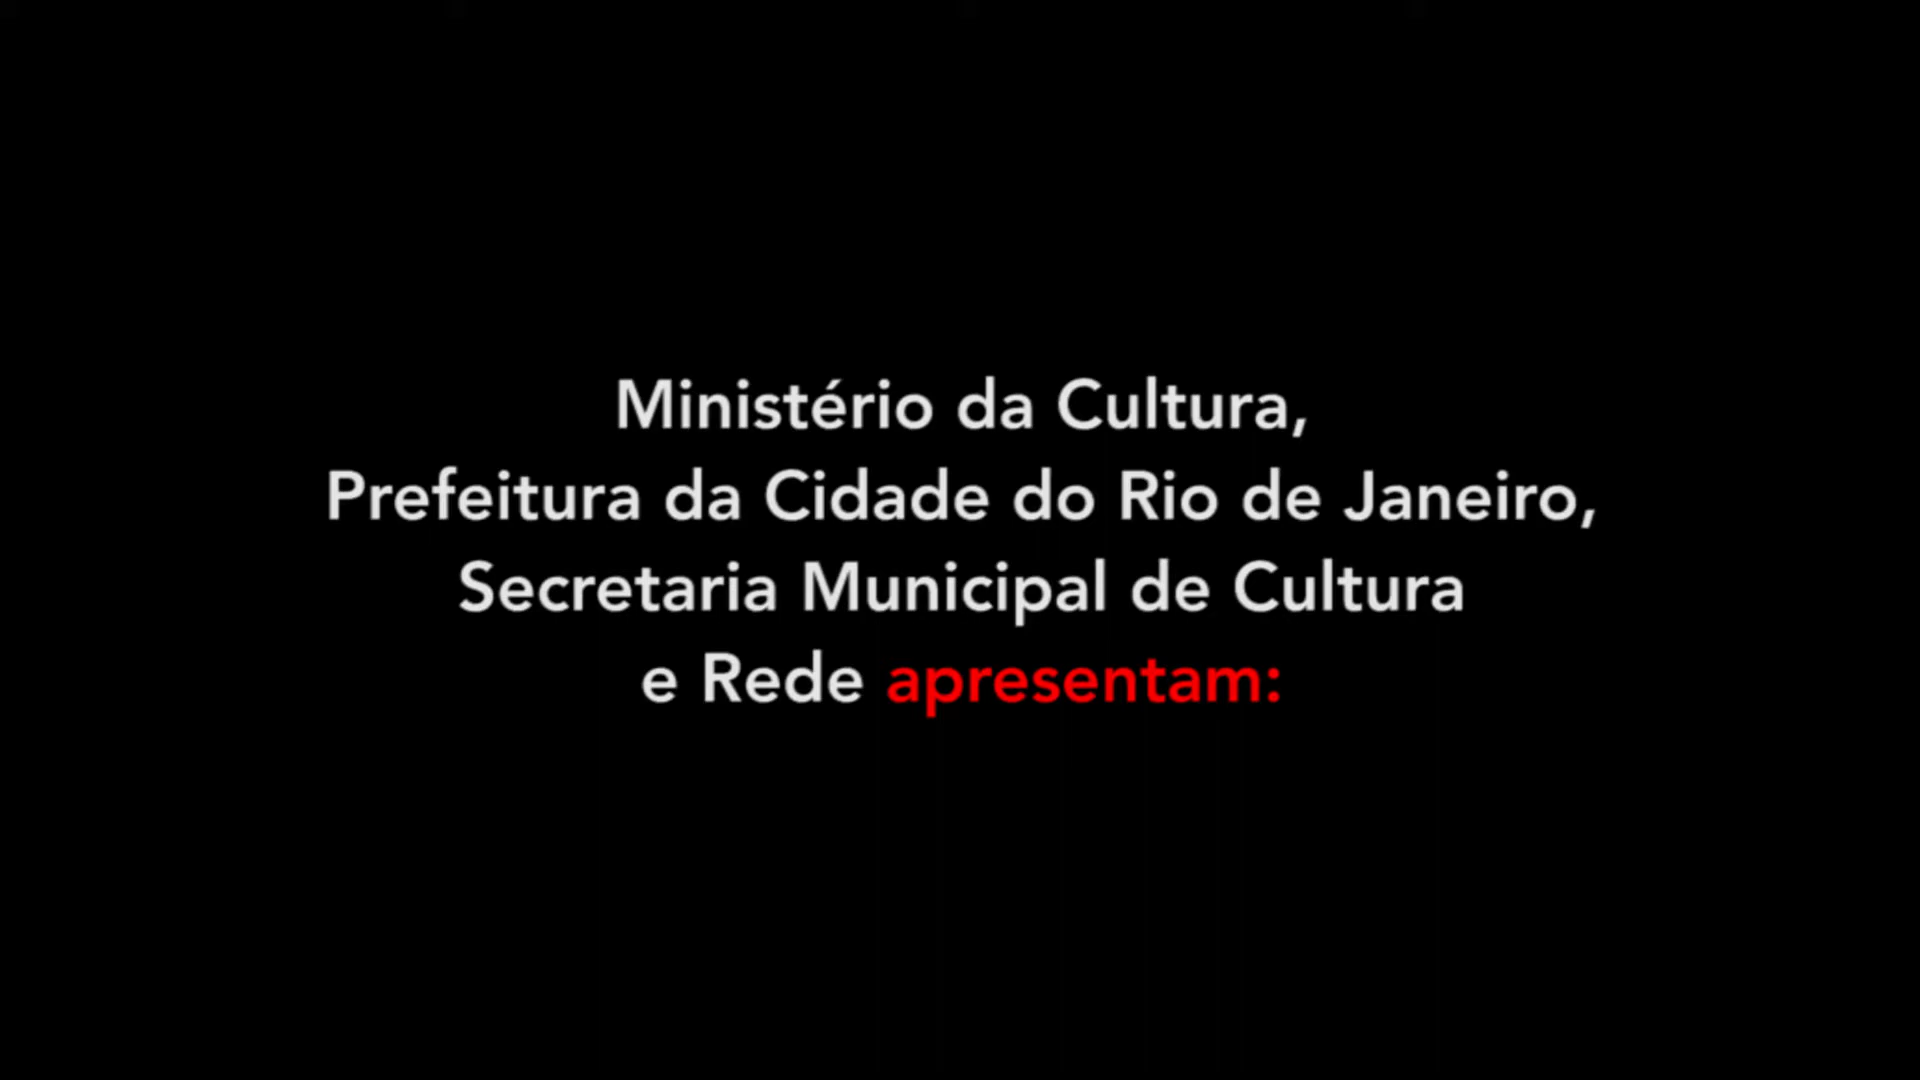 Ministério da Cultura,
Prefeitura da Cidade do Rio de Janeiro,
Secretaria Municipal de Cultura
e Rede apresentam: